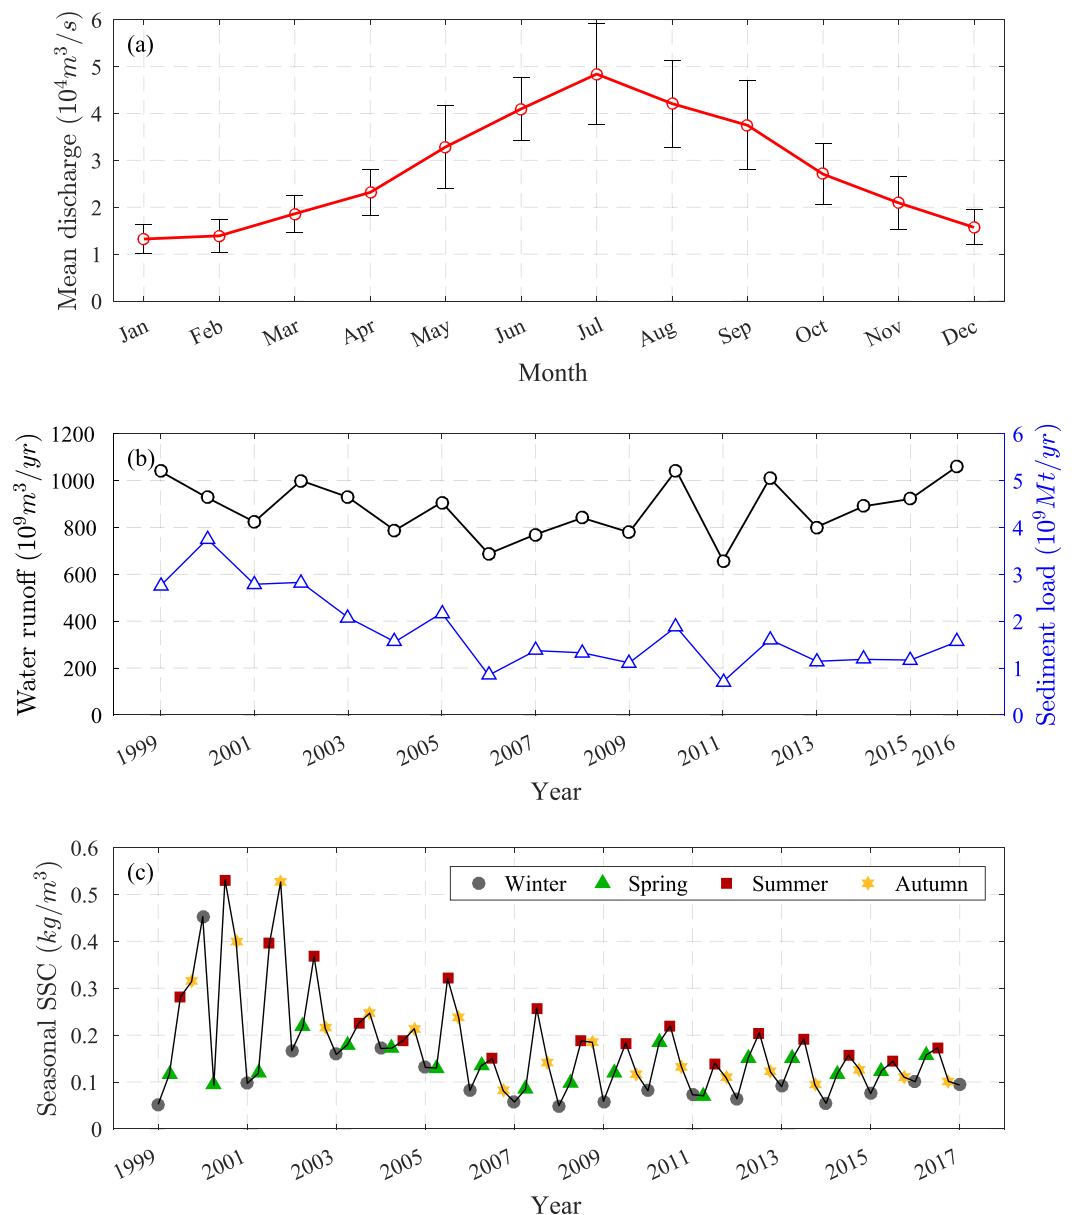 (a)
Mean discharge (10⁴m³/s)
6
5
4
3
2
1
0
Jan Feb Mar Apr May Jun Jul Aug Sep Oct Nov Dec
Month
(b)
Water runoff (10⁹m³/yr)
1200
1000
800
600
400
200
0
Sediment load (10⁹Mt/yr)
6
5
4
3
2
1
0
1999 2001 2003 2005 2007 2009 2011 2013 2015 2016
Year
(c)
Seasonal SSC (kg/m³)
0.6
0.5
0.4
0.3
0.2
0.1
0
Winter Spring Summer Autumn
1999 2001 2003 2005 2007 2009 2011 2013 2015 2017
Year